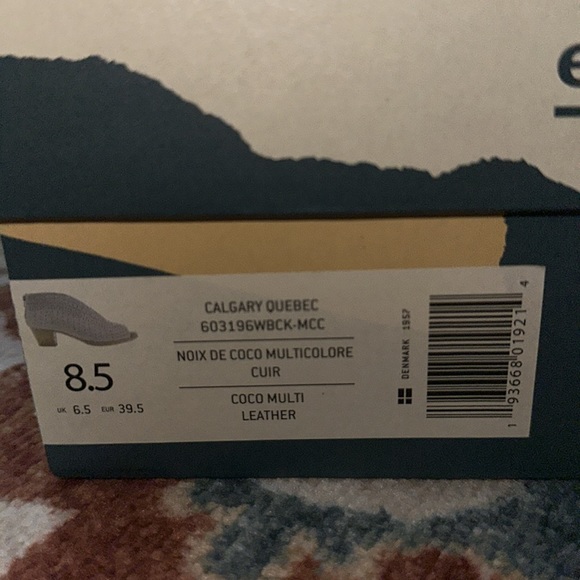 e
CALGARY QUEBEC
603196WBCK-MCC
NOIX DE COCO MULTICOLORE
CUIR
COCO MULTI
LEATHER
8.5
UK 6.5 EUR 39.5
DENMARK 1957
1 93668 01921 4